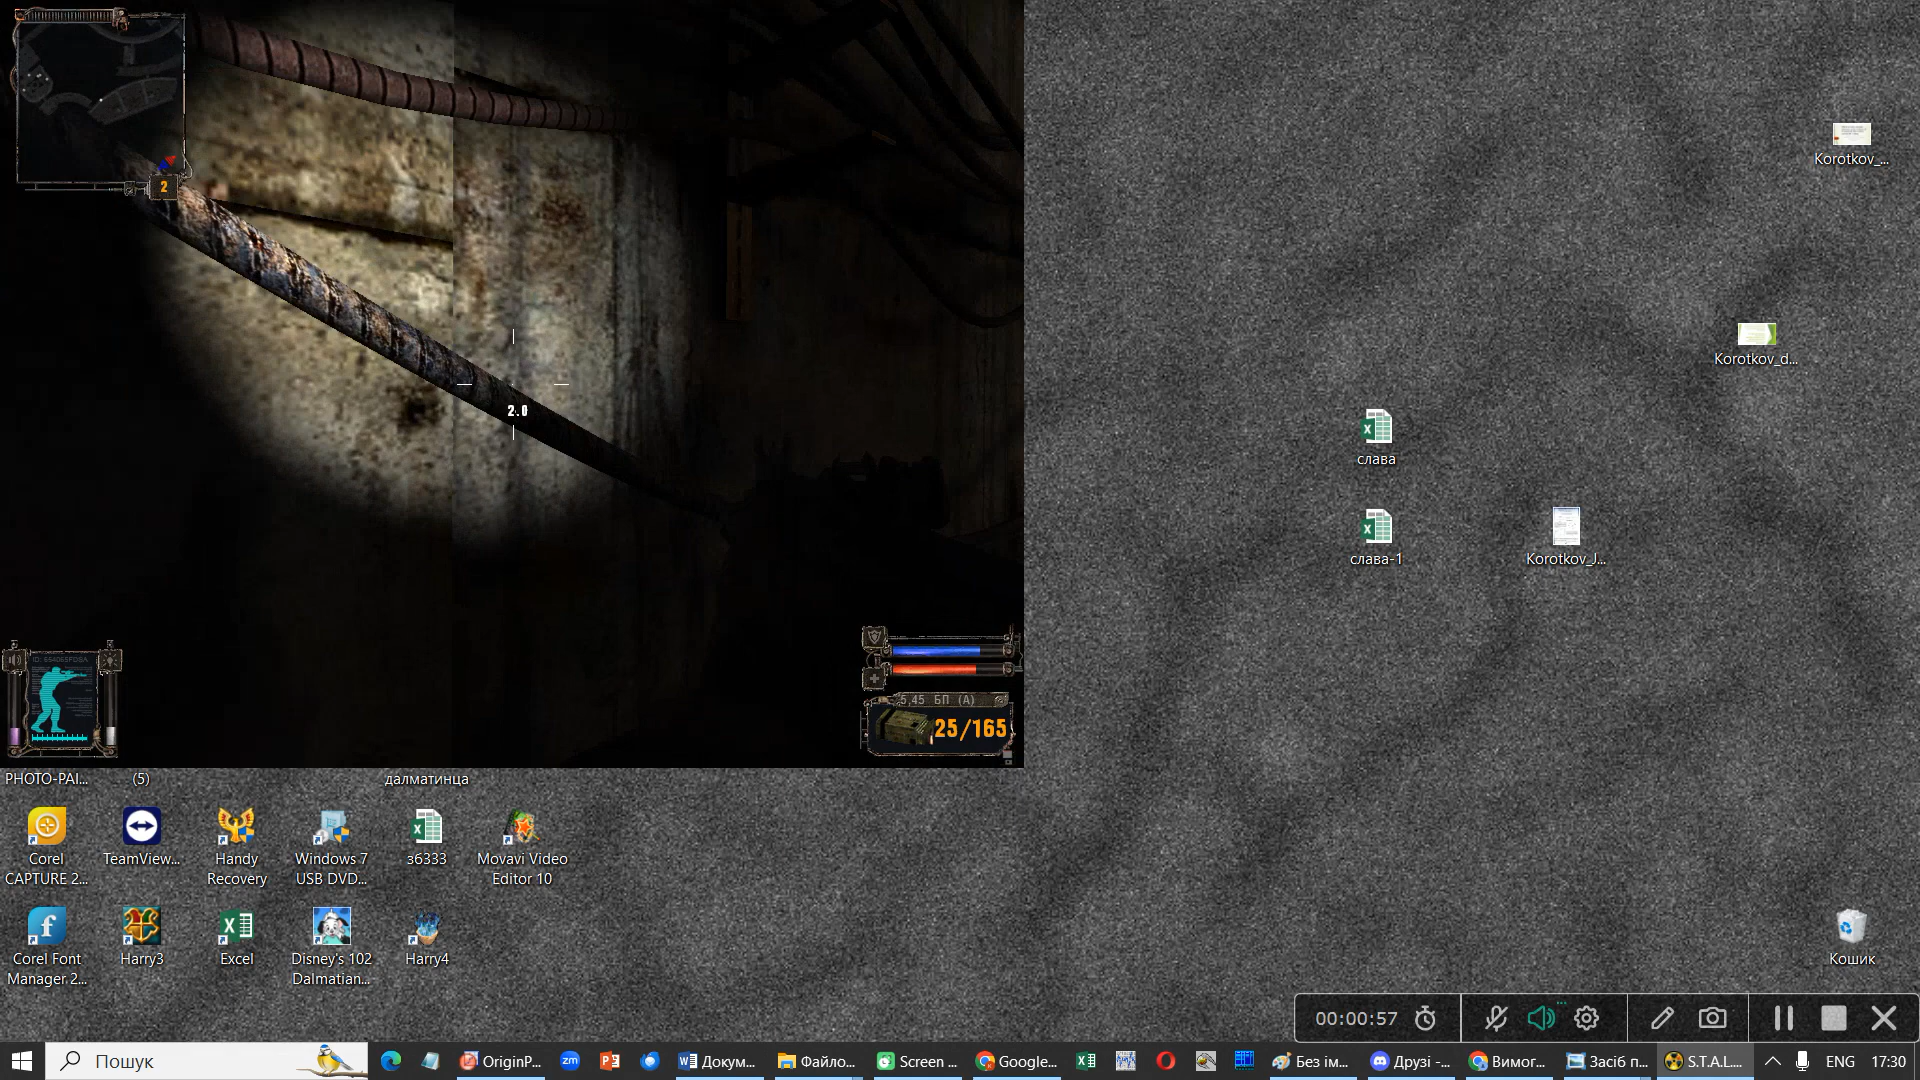 2
2.0
5,45 БП (А)
25/165
Korotkov_...
Korotkov_d...
слава
слава-1
Korotkov_J...
PHOTO-PAI...
(5)
далматинца
Corel
CAPTURE 2...
TeamView...
Handy
Recovery
Windows 7
USB DVD...
з6333
Movavi Video
Editor 10
Corel Font
Manager 2...
Harry3
Excel
Disney's 102
Dalmatian...
Harry4
Кошик
00:00:57
Пошук
OriginP...
zm
Докум...
Файло...
Screen ...
Google...
Без ім...
Друзі -...
Вимог...
Засіб п...
S.T.A.L...
ENG
17:30